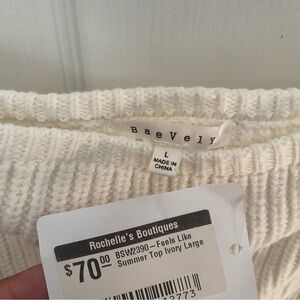 BaeVely
L
MADE IN
CHINA
Rochelle's Boutiques
$70.00
BSW2390-Feels Like
Summer Top Ivory Large